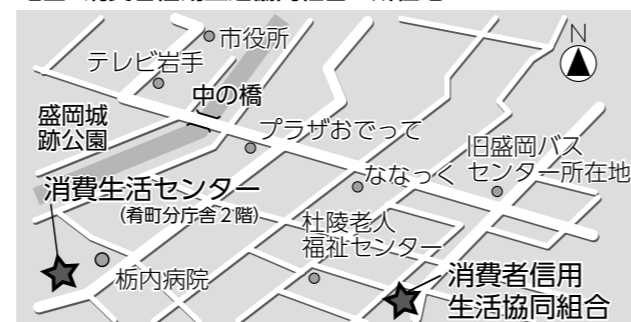 市役所
N
テレビ岩手
中の橋
盛岡城
跡公園
プラザおでって
旧盛岡バス
センター所在地
ななっく
消費生活センター
（肴町分庁舎２階）
杜陵老人
福祉センター
栃内病院
消費者信用
生活協同組合